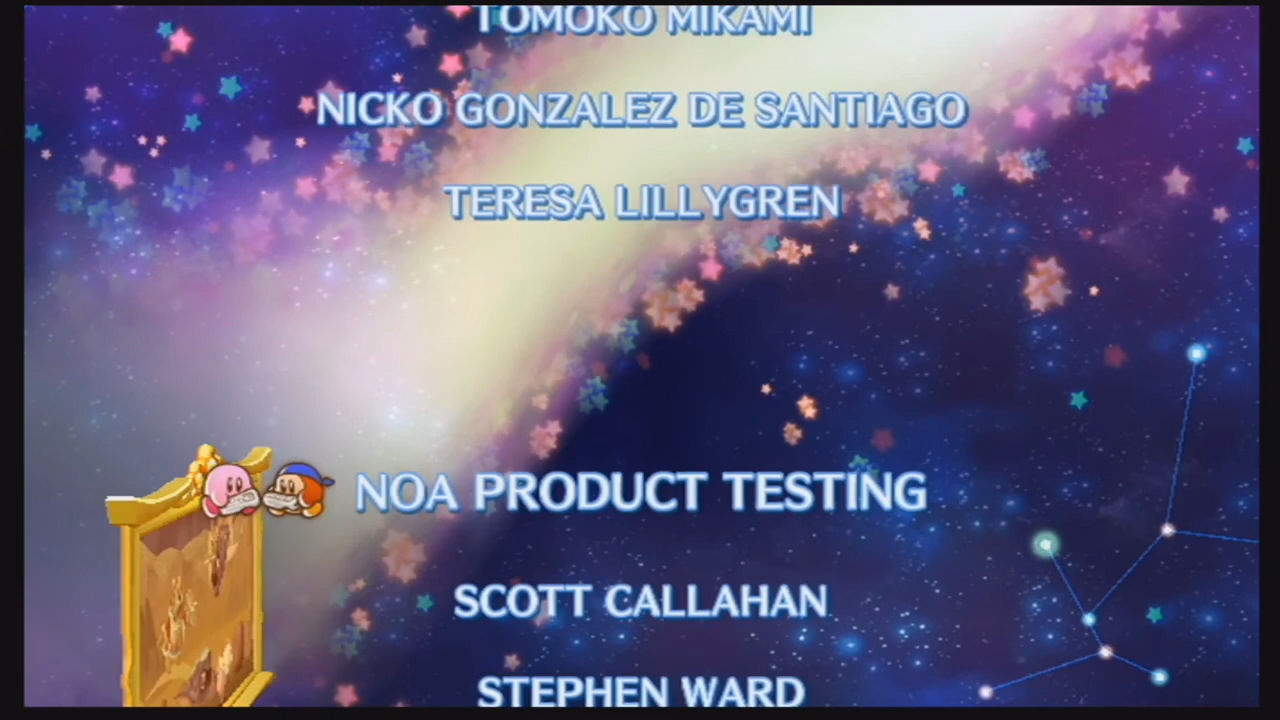 TOMOKO MIKAMI
NICKO GONZALEZ DE SANTIAGO
TERESA LILLYGREN
NOA PRODUCT TESTING
SCOTT CALLAHAN
STEPHEN WARD